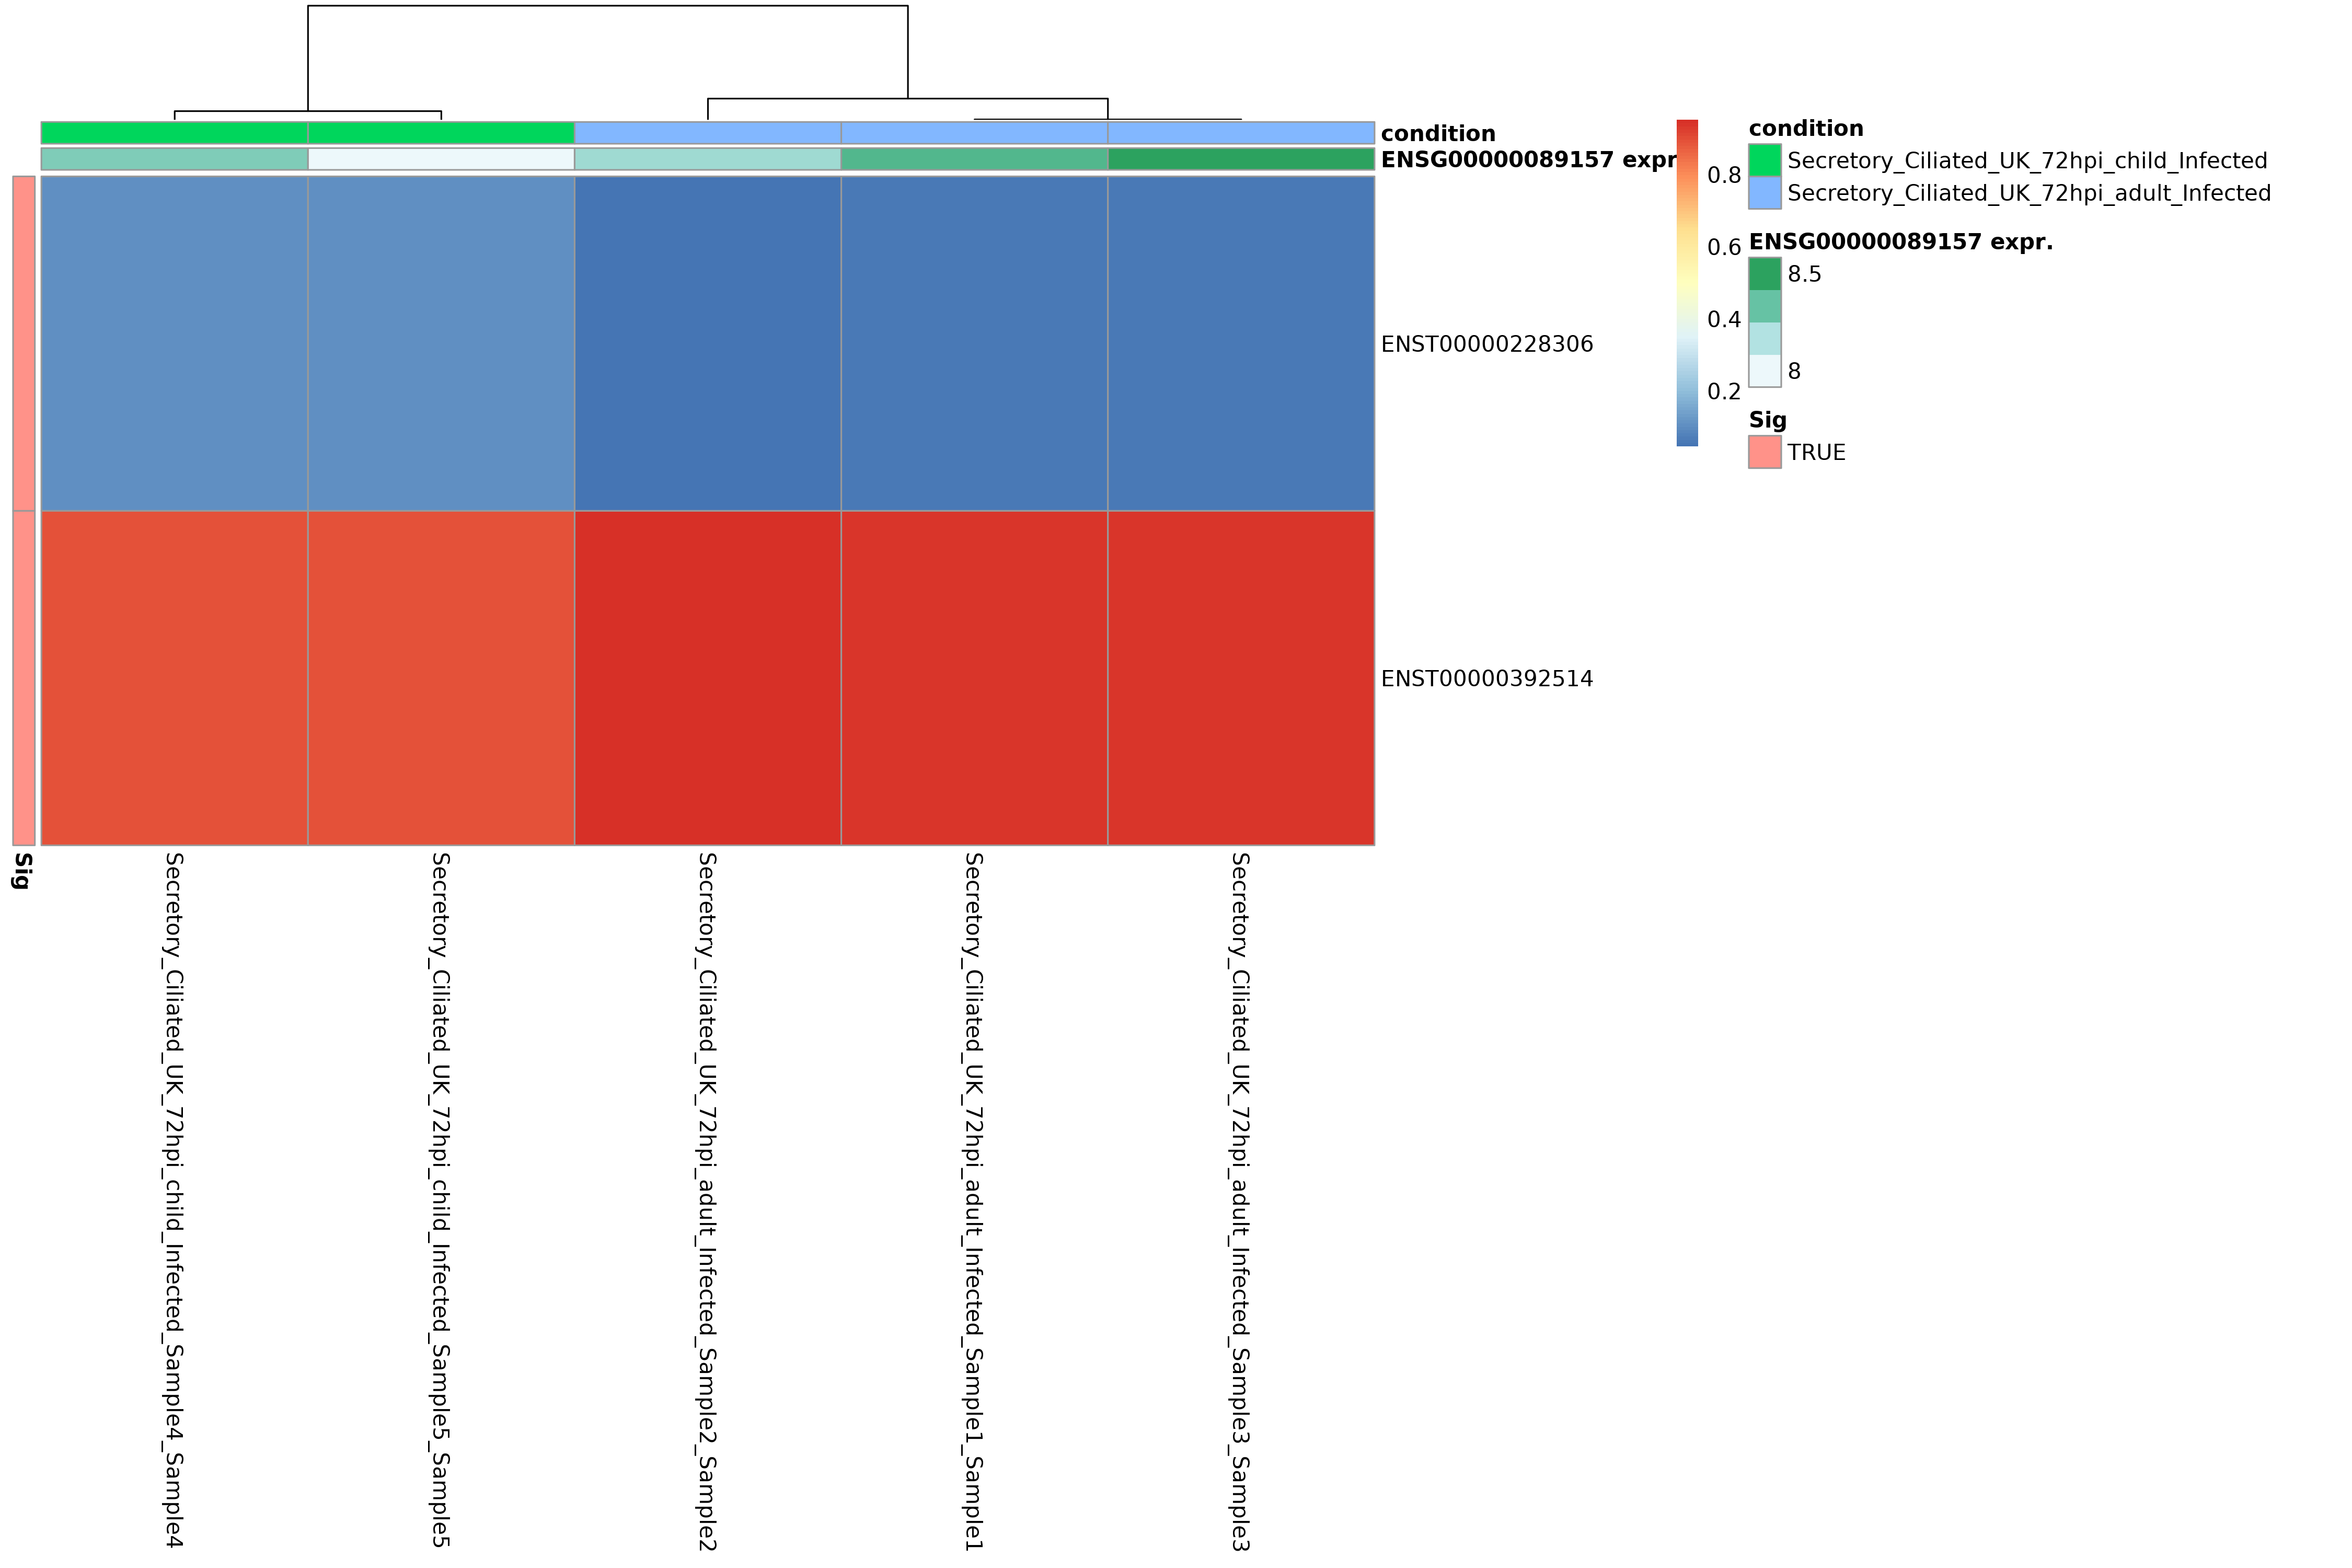 condition
ENSG00000089157 expr.
ENST00000228306
ENST00000392514
Sig
Secretory_Ciliated_UK_72hpi_child_Infected_Sample4_Sample4
Secretory_Ciliated_UK_72hpi_child_Infected_Sample5_Sample5
Secretory_Ciliated_UK_72hpi_adult_Infected_Sample2_Sample2
Secretory_Ciliated_UK_72hpi_adult_Infected_Sample1_Sample1
Secretory_Ciliated_UK_72hpi_adult_Infected_Sample3_Sample3
0.8
0.6
0.4
0.2
condition
Secretory_Ciliated_UK_72hpi_child_Infected
Secretory_Ciliated_UK_72hpi_adult_Infected
ENSG00000089157 expr.
8.5
8
Sig
TRUE